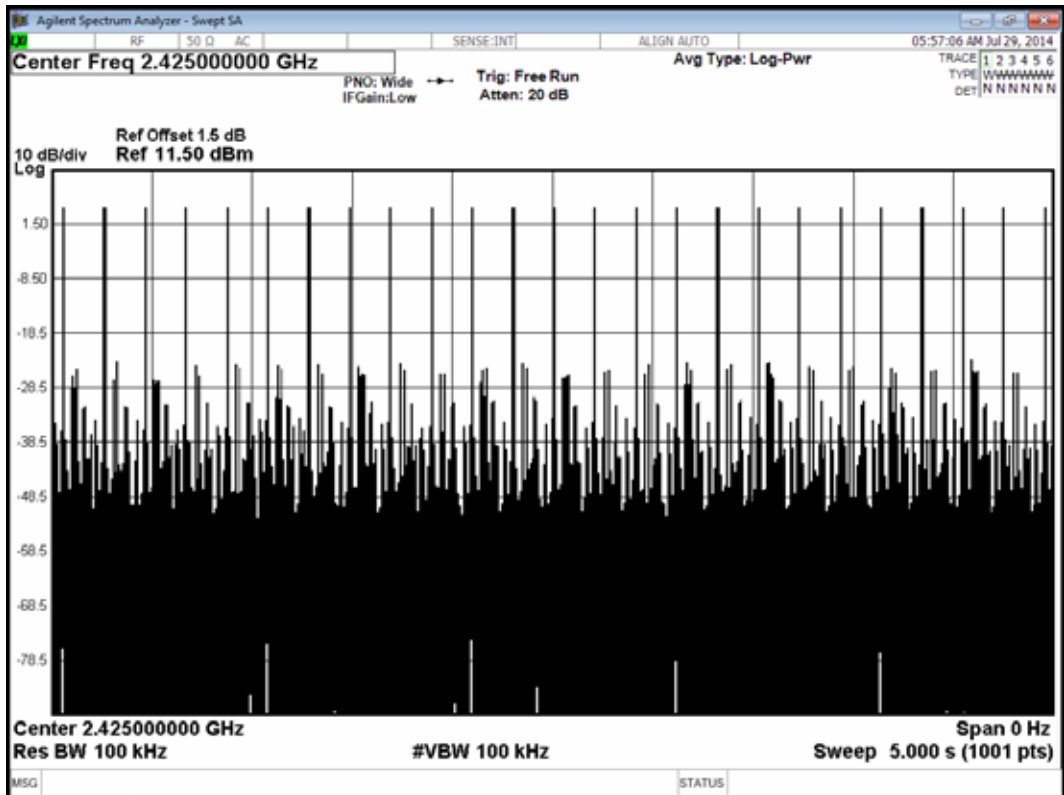 Agilent Spectrum Analyzer - Swept SA
LXI RF 50 Ω AC SENSE:INT ALIGN AUTO 05:57:06 AM Jul 29, 2014
Center Freq 2.425000000 GHz Avg Type: Log-Pwr TRACE 1 2 3 4 5 6
PNO: Wide Trig: Free Run TYPE WWWWWW
IFGain:Low Atten: 20 dB DET N N N N N N
Ref Offset 1.5 dB
10 dB/div Ref 11.50 dBm
Log
1.50
-8.50
-18.5
-28.5
-38.5
-48.5
-58.5
-68.5
-78.5
Center 2.425000000 GHz Span 0 Hz
Res BW 100 kHz #VBW 100 kHz Sweep 5.000 s (1001 pts)
MSG STATUS